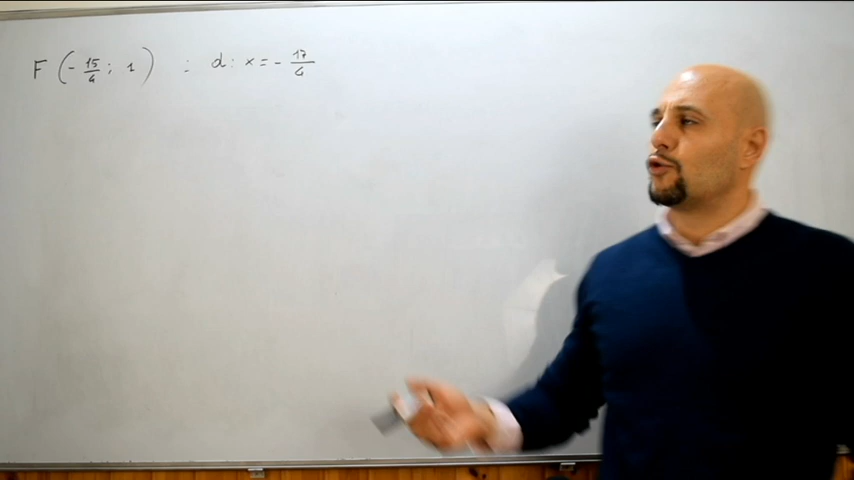 F (-15/4; 1) : d: x = -17/4